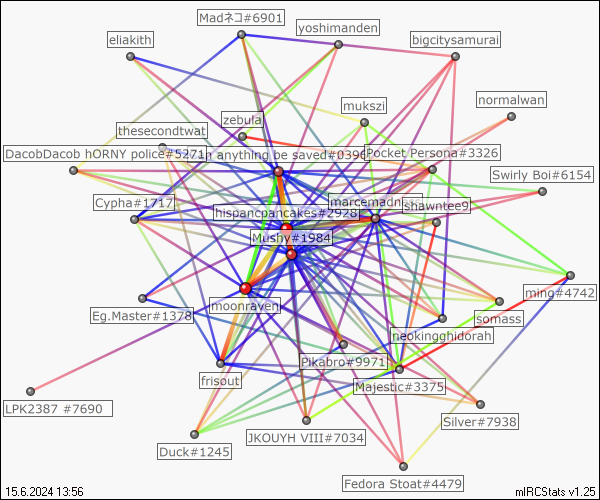 Madネコ#6901
yoshimanden
eliakith
bigcitysamurai
normalwan
mukszi
zebula
thesecondtwat
DacobDacob hORNY police#5271
n anything be saved#0396
Pocket Persona#3326
Swirly Boi#6154
Cypha#1717
marcemadn
shawntee9
hispancpancakes#2928
Mushy#1984
ming#4742
moonraven
Eg.Master#1378
somass
neokingghidorah
Pikabro#9971
frisout
Majestic#3375
LPK2387 #7690
Silver#7938
JKOUYH VIII#7034
Duck#1245
Fedora Stoat#4479
15.6.2024 13:56
mIRCStats v1.25